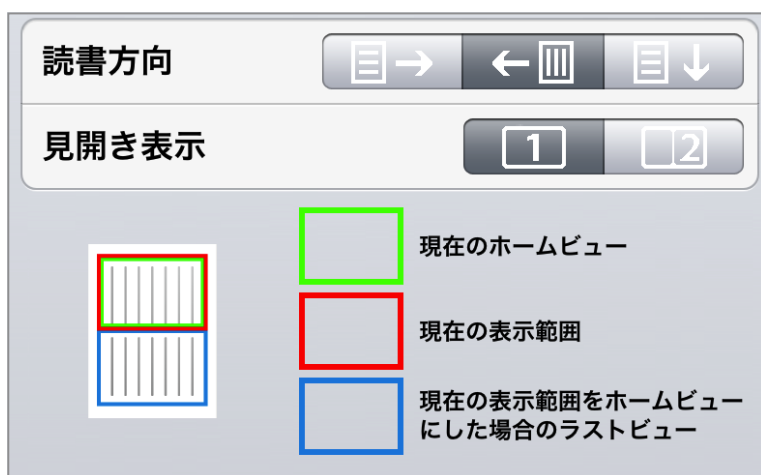 読書方向
見開き表示
1
2
現在のホームビュー
現在の表示範囲
現在の表示範囲をホームビュー
にした場合のラストビュー